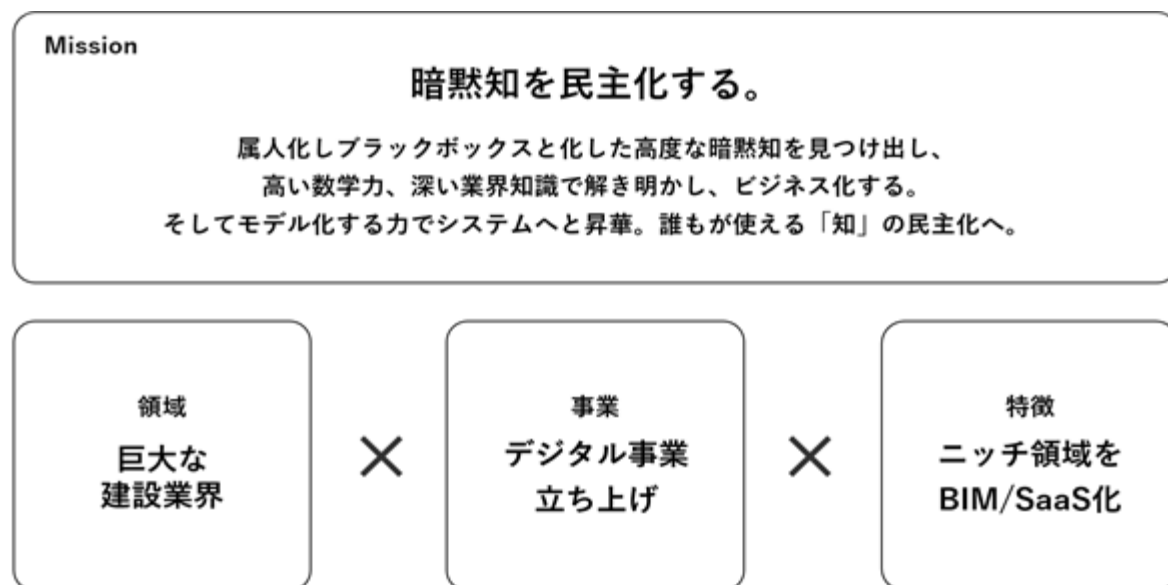 Mission
暗黙知を民主化する。
属人化しブラックボックスと化した高度な暗黙知を見つけ出し、
高い数学力、深い業界知識で解き明かし、ビジネス化する。
そしてモデル化する力でシステムへと昇華。誰もが使える「知」の民主化へ。
領域
巨大な
建設業界
×
事業
デジタル事業
立ち上げ
×
特徴
ニッチ領域を
BIM/SaaS化